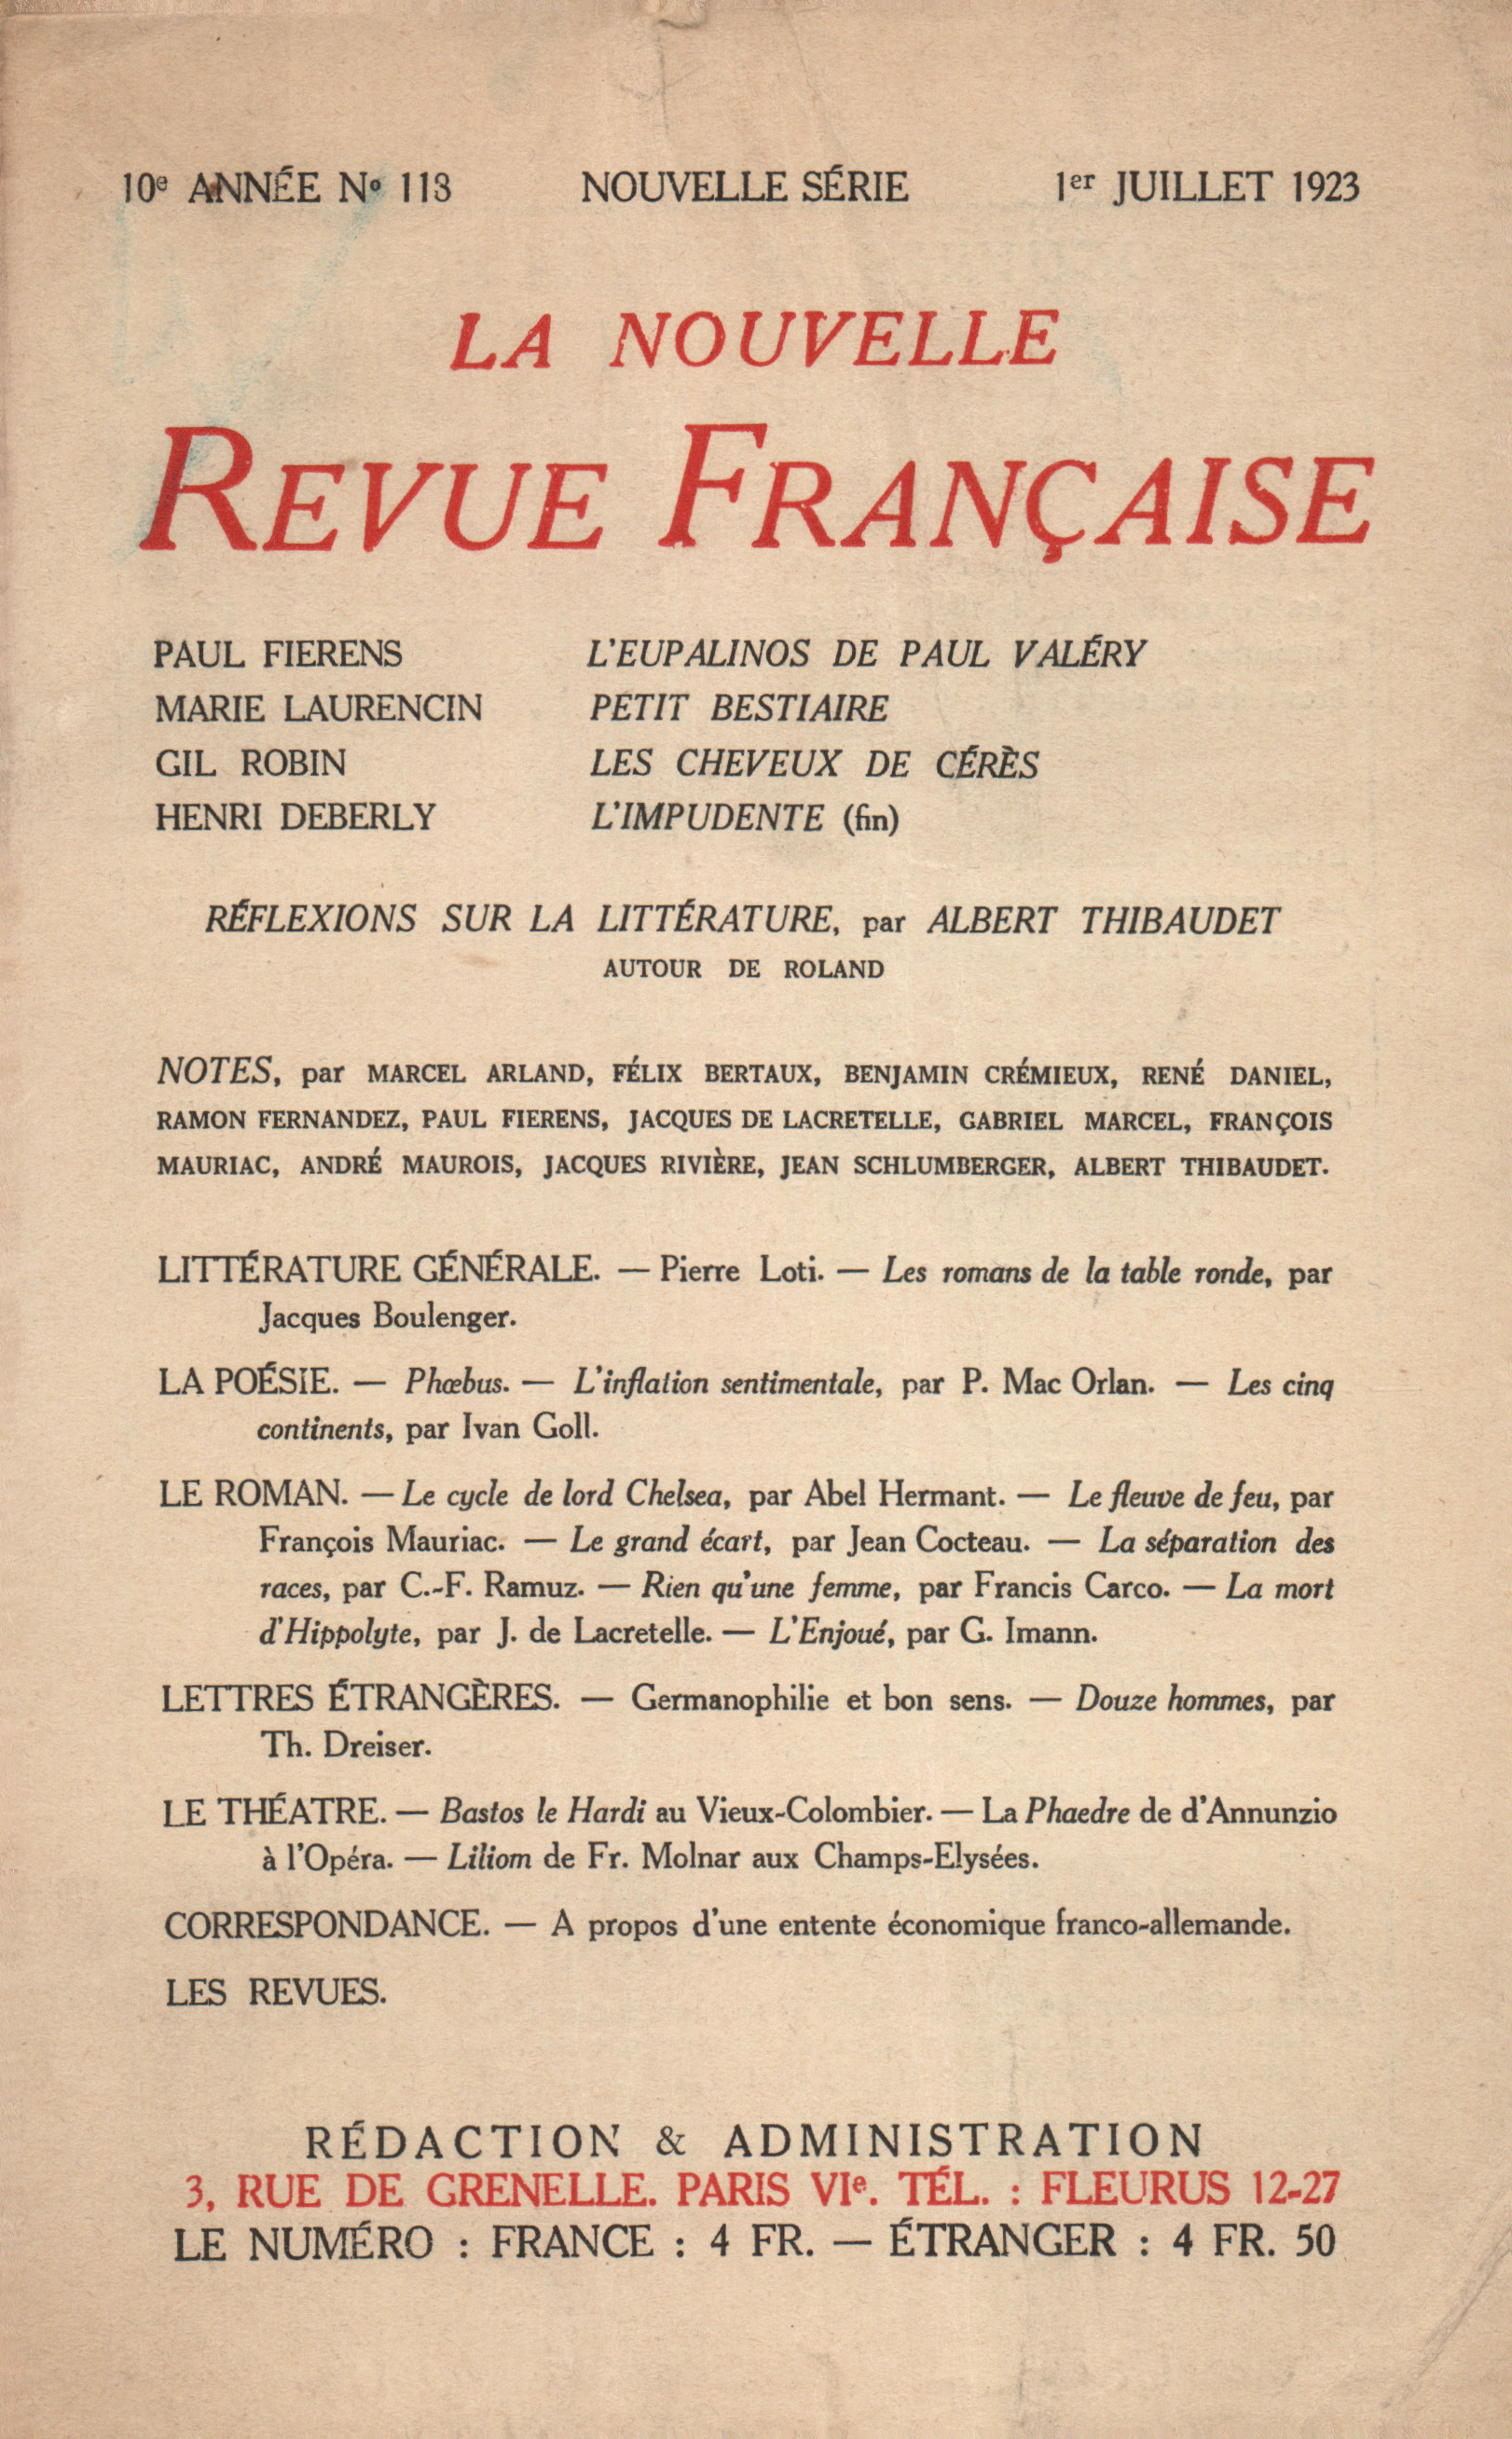 10e ANNÉE No 113 NOUVELLE SÉRIE 1er JUILLET 1923
LA NOUVELLE
REVUE FRANÇAISE
PAUL FIERENS L'EUPALINOS DE PAUL VALÉRY
MARIE LAURENCIN PETIT BESTIAIRE
GIL ROBIN LES CHEVEUX DE CÉRÈS
HENRI DEBERLY L'IMPUDENTE (fin)
RÉFLEXIONS SUR LA LITTÉRATURE, par ALBERT THIBAUDET
AUTOUR DE ROLAND
NOTES, par MARCEL ARLAND, FÉLIX BERTAUX, BENJAMIN CRÉMIEUX, RENÉ DANIEL,
RAMON FERNANDEZ, PAUL FIERENS, JACQUES DE LACRETELLE, GABRIEL MARCEL, FRANÇOIS
MAURIAC, ANDRÉ MAUROIS, JACQUES RIVIÈRE, JEAN SCHLUMBERGER, ALBERT THIBAUDET.
LITTÉRATURE GÉNÉRALE. — Pierre Loti. — Les romans de la table ronde, par
Jacques Boulenger.
LA POÉSIE. — Phœbus. — L'inflation sentimentale, par P. Mac Orlan. — Les cinq
continents, par Ivan Goll.
LE ROMAN. — Le cycle de lord Chelsea, par Abel Hermant. — Le fleuve de feu, par
François Mauriac. — Le grand écart, par Jean Cocteau. — La séparation des
races, par C.-F. Ramuz. — Rien qu'une femme, par Francis Carco. — La mort
d'Hippolyte, par J. de Lacretelle. — L'Enjoué, par G. Imann.
LETTRES ÉTRANGÈRES. — Germanophilie et bon sens. — Douze hommes, par
Th. Dreiser.
LE THÉATRE. — Bastos le Hardi au Vieux-Colombier. — La Phaedre de d'Annunzio
à l'Opéra. — Liliom de Fr. Molnar aux Champs-Elysées.
CORRESPONDANCE. — A propos d'une entente économique franco-allemande.
LES REVUES.
RÉDACTION & ADMINISTRATION
3, RUE DE GRENELLE. PARIS VIe. TÉL. : FLEURUS 12-27
LE NUMÉRO : FRANCE : 4 FR. — ÉTRANGER : 4 FR. 50